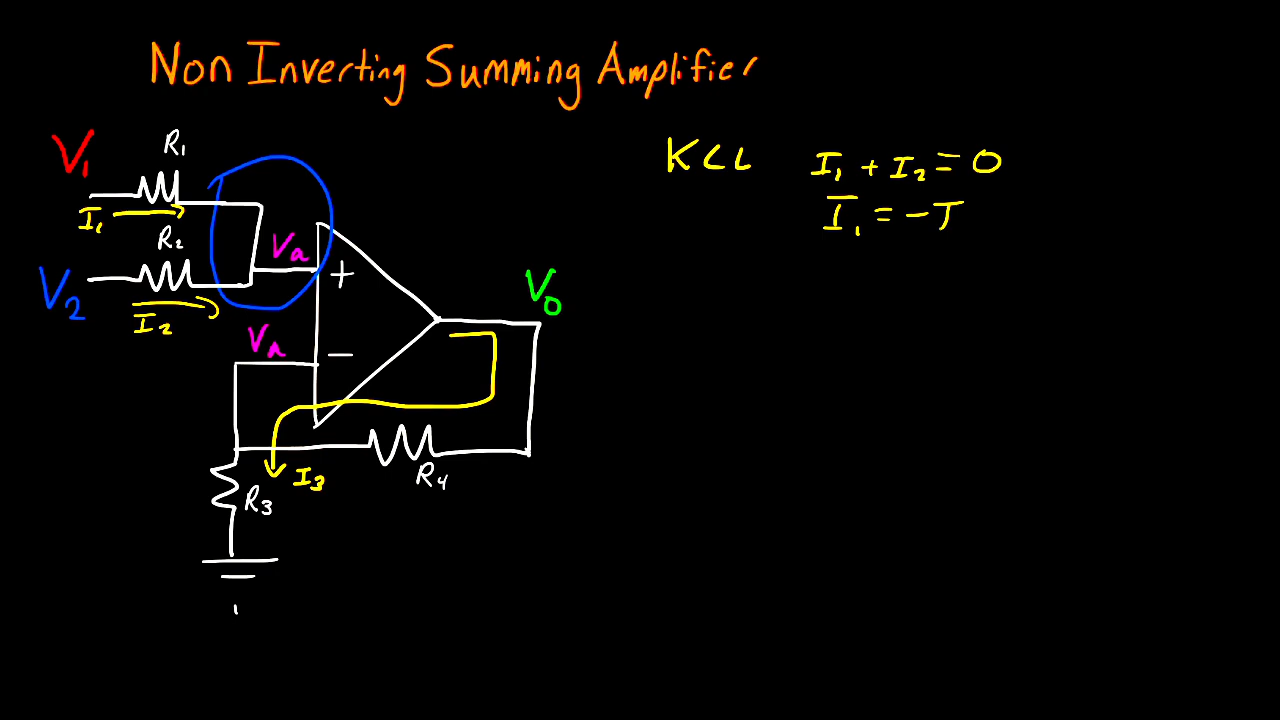 Non Inverting Summing Amplifier
V1
R1
KCL I1 + I2 = 0
I1
I1 = - I
R2
Va
+
V2
I2
V0
Va
-
I3
R4
R3